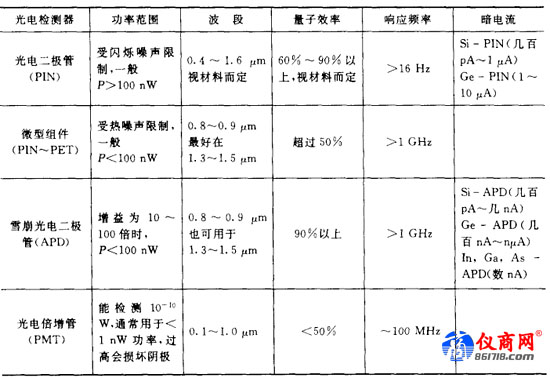 光电检测器 功率范围 波 段 量子效率 响应频率 暗电流
光电二极管
(PIN)
受闪烁噪声限
制,一般
P>100 nW
0.4～1.6 μm
视材料而定
60%～90%以
上,视材料而定
>16 Hz
Si-PIN(几百
pA～1 μA)
Ge-PIN(1～
10 μA)
微型组件
(PIN～PET)
受热噪声限制,
一般
P<100 nW
0.8～0.9 μm
最好在
1.3～1.5 μm
超过50%
>1 GHz
雪崩光电二极
管(APD)
增益为10～
100倍时,
P<100 nW
0.8～0.9 μm
也可用于
1.3～1.5 μm
90%以上
>1 GHz
Si-APD(几百
pA～几 nA)
Ge-APD(几
百 nA～nμA)
In, Ga, As-
APD(数 nA)
光电倍增管
(PMT)
能检测10⁻¹⁰
W,通常用于<
1 nW功率,过
高会损坏阴极
0.1～1.0 μm
<50%
～100 MHz
仪商网
861718.com